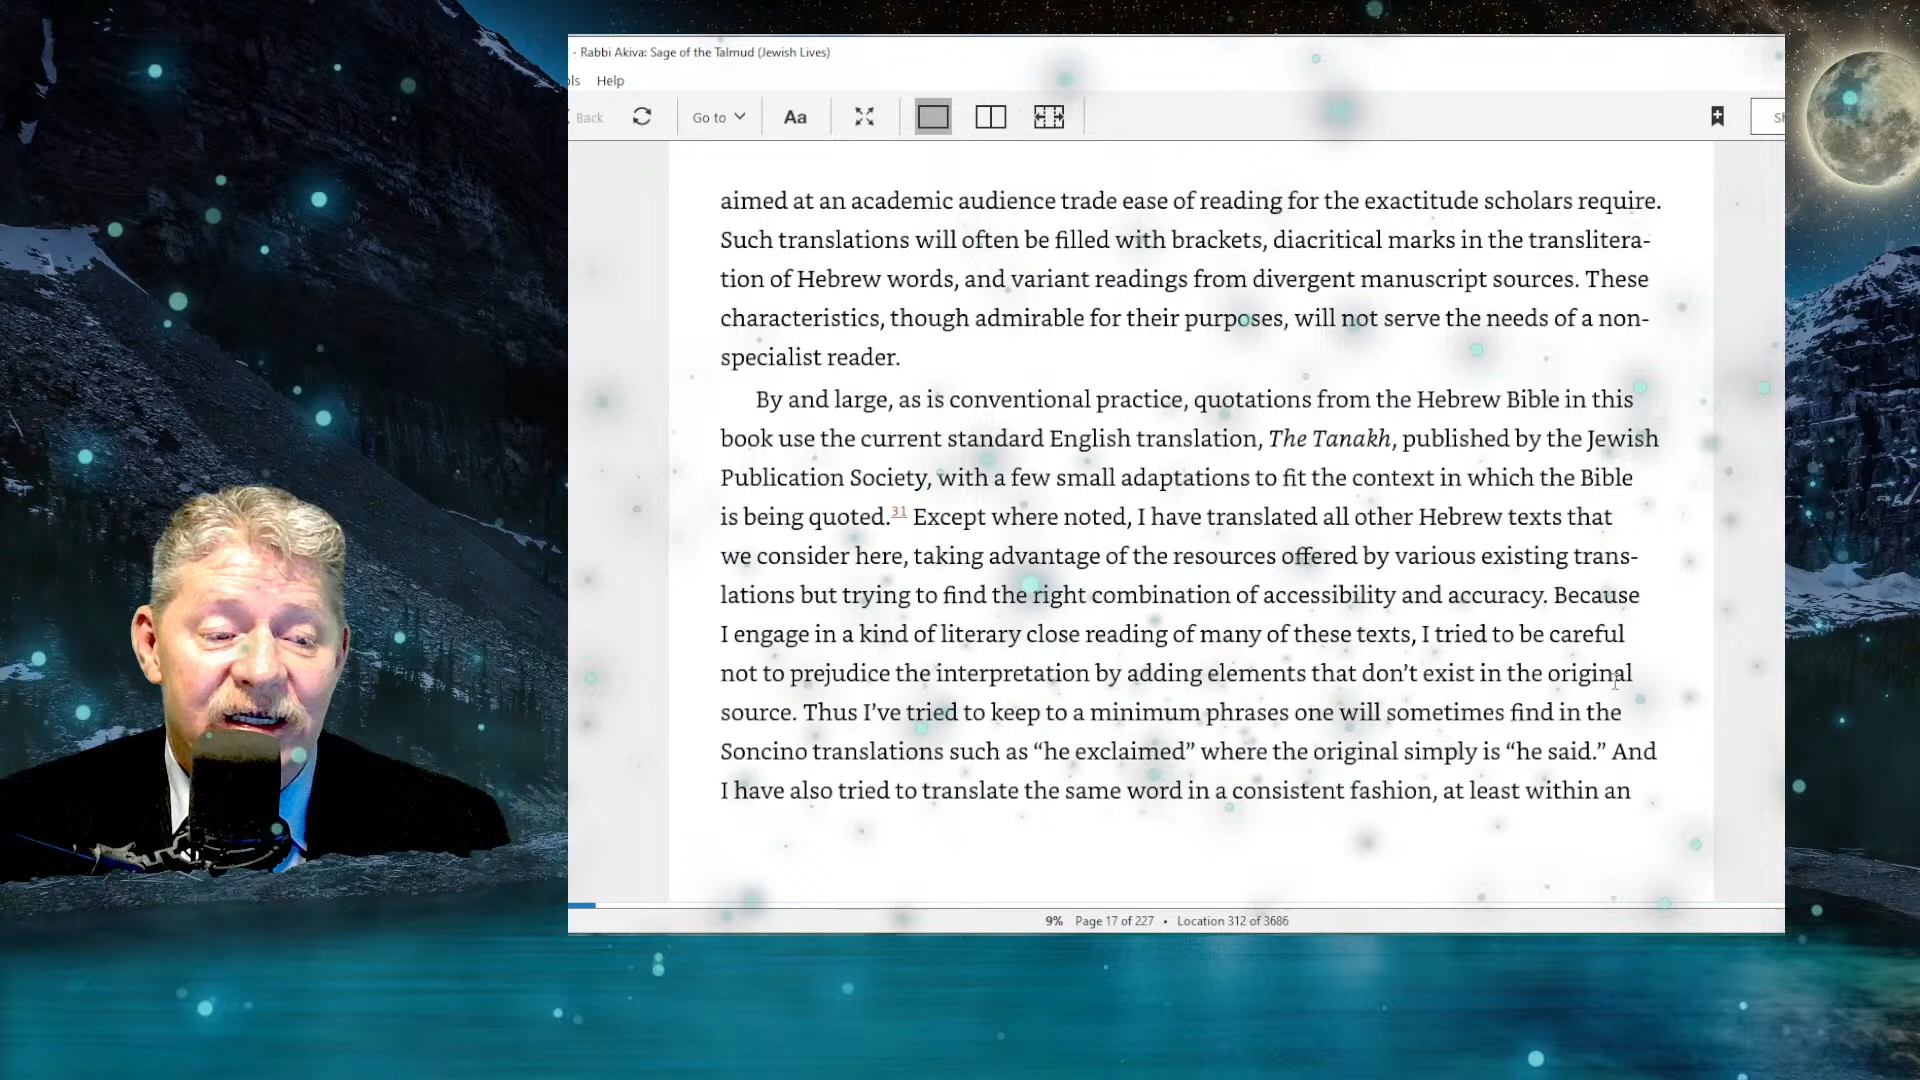 - Rabbi Akiva: Sage of the Talmud (Jewish Lives)
ols Help
Back Go to Aa
aimed at an academic audience trade ease of reading for the exactitude scholars require.
Such translations will often be filled with brackets, diacritical marks in the translitera-
tion of Hebrew words, and variant readings from divergent manuscript sources. These
characteristics, though admirable for their purposes, will not serve the needs of a non-
specialist reader.
By and large, as is conventional practice, quotations from the Hebrew Bible in this
book use the current standard English translation, The Tanakh, published by the Jewish
Publication Society, with a few small adaptations to fit the context in which the Bible
is being quoted.31 Except where noted, I have translated all other Hebrew texts that
we consider here, taking advantage of the resources offered by various existing trans-
lations but trying to find the right combination of accessibility and accuracy. Because
I engage in a kind of literary close reading of many of these texts, I tried to be careful
not to prejudice the interpretation by adding elements that don’t exist in the original
source. Thus I’ve tried to keep to a minimum phrases one will sometimes find in the
Soncino translations such as “he exclaimed” where the original simply is “he said.” And
I have also tried to translate the same word in a consistent fashion, at least within an
9% Page 17 of 227 • Location 312 of 3686